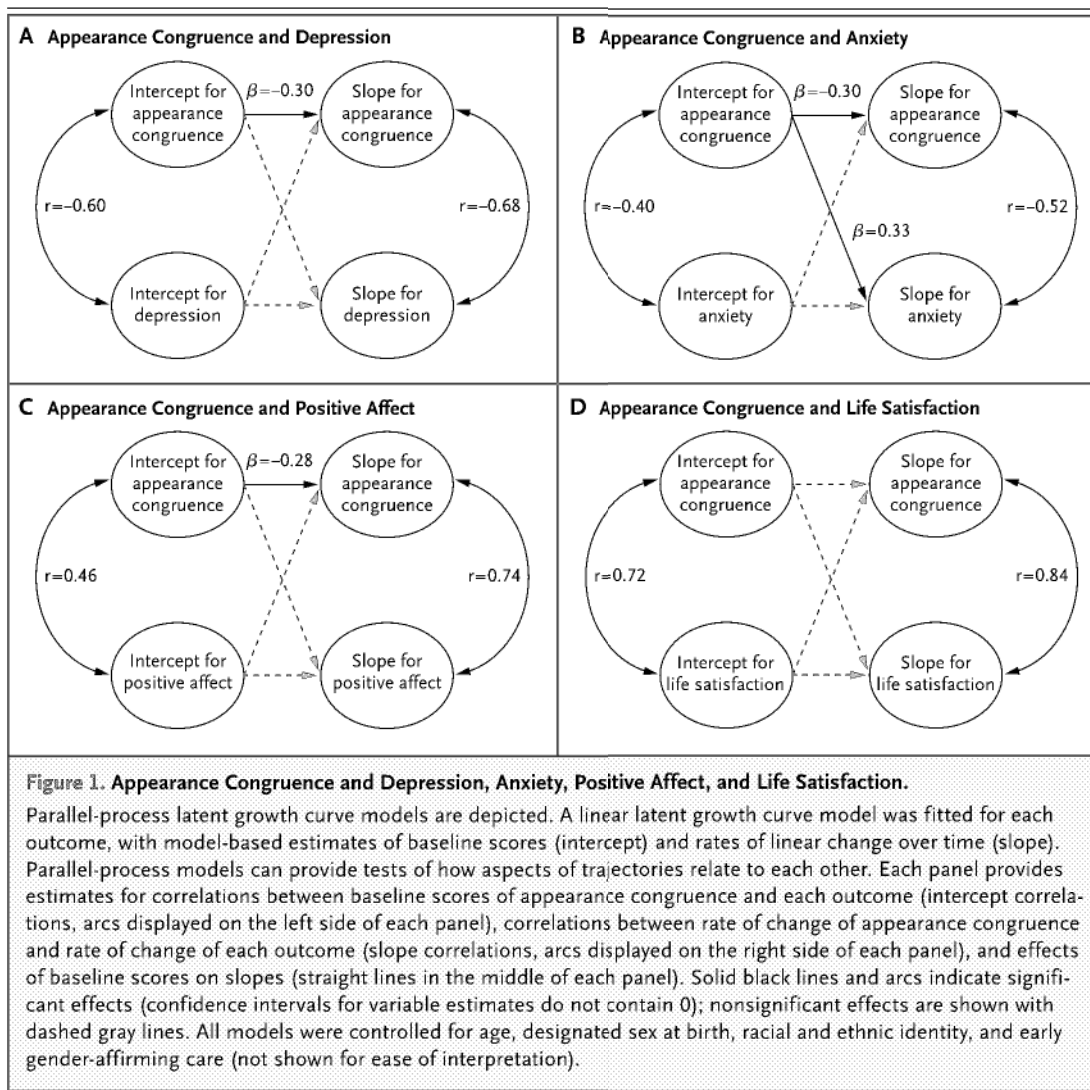 A Appearance Congruence and Depression
Intercept for
appearance
congruence
β=−0.30
Slope for
appearance
congruence
r=−0.60
r=−0.68
Intercept for
depression
Slope for
depression
B Appearance Congruence and Anxiety
Intercept for
appearance
congruence
β=−0.30
Slope for
appearance
congruence
r=−0.40
r=−0.52
β=0.33
Intercept for
anxiety
Slope for
anxiety
C Appearance Congruence and Positive Affect
Intercept for
appearance
congruence
β=−0.28
Slope for
appearance
congruence
r=0.46
r=0.74
Intercept for
positive affect
Slope for
positive affect
D Appearance Congruence and Life Satisfaction
Intercept for
appearance
congruence
Slope for
appearance
congruence
r=0.72
r=0.84
Intercept for
life satisfaction
Slope for
life satisfaction
Figure 1. Appearance Congruence and Depression, Anxiety, Positive Affect, and Life Satisfaction.
Parallel-process latent growth curve models are depicted. A linear latent growth curve model was fitted for each
outcome, with model-based estimates of baseline scores (intercept) and rates of linear change over time (slope).
Parallel-process models can provide tests of how aspects of trajectories relate to each other. Each panel provides
estimates for correlations between baseline scores of appearance congruence and each outcome (intercept correla-
tions, arcs displayed on the left side of each panel), correlations between rate of change of appearance congruence
and rate of change of each outcome (slope correlations, arcs displayed on the right side of each panel), and effects
of baseline scores on slopes (straight lines in the middle of each panel). Solid black lines and arcs indicate signifi-
cant effects (confidence intervals for variable estimates do not contain 0); nonsignificant effects are shown with
dashed gray lines. All models were controlled for age, designated sex at birth, racial and ethnic identity, and early
gender-affirming care (not shown for ease of interpretation).